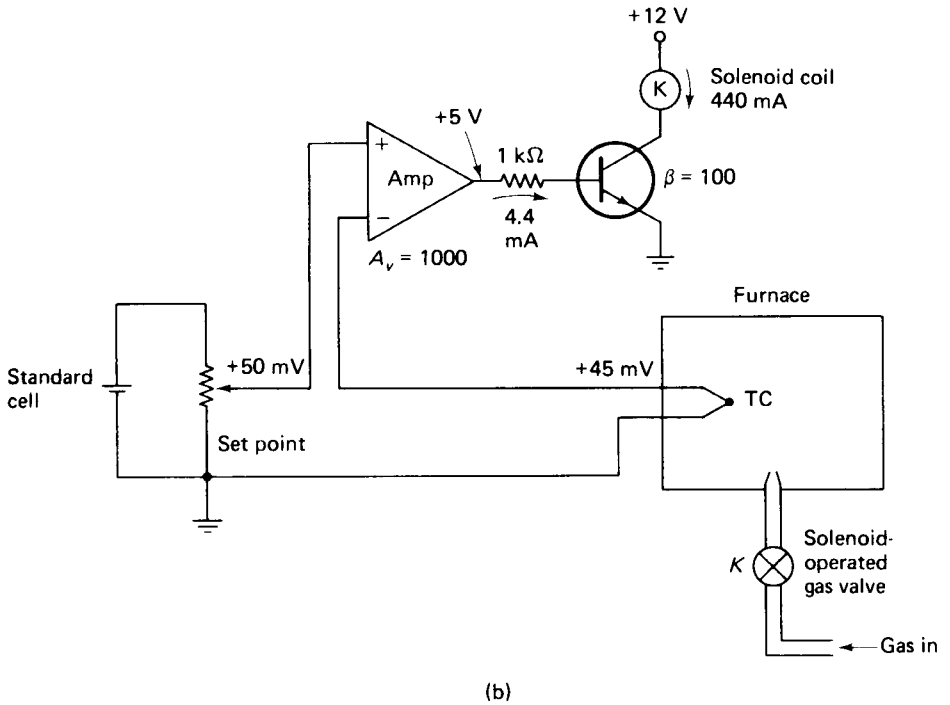 +12 V
K
Solenoid coil
440 mA
+5 V
+
Amp
−
1 kΩ
4.4
mA
β = 100
A_v = 1000
Furnace
Standard
cell
+50 mV
+45 mV
TC
Set point
K
Solenoid-
operated
gas valve
Gas in
(b)